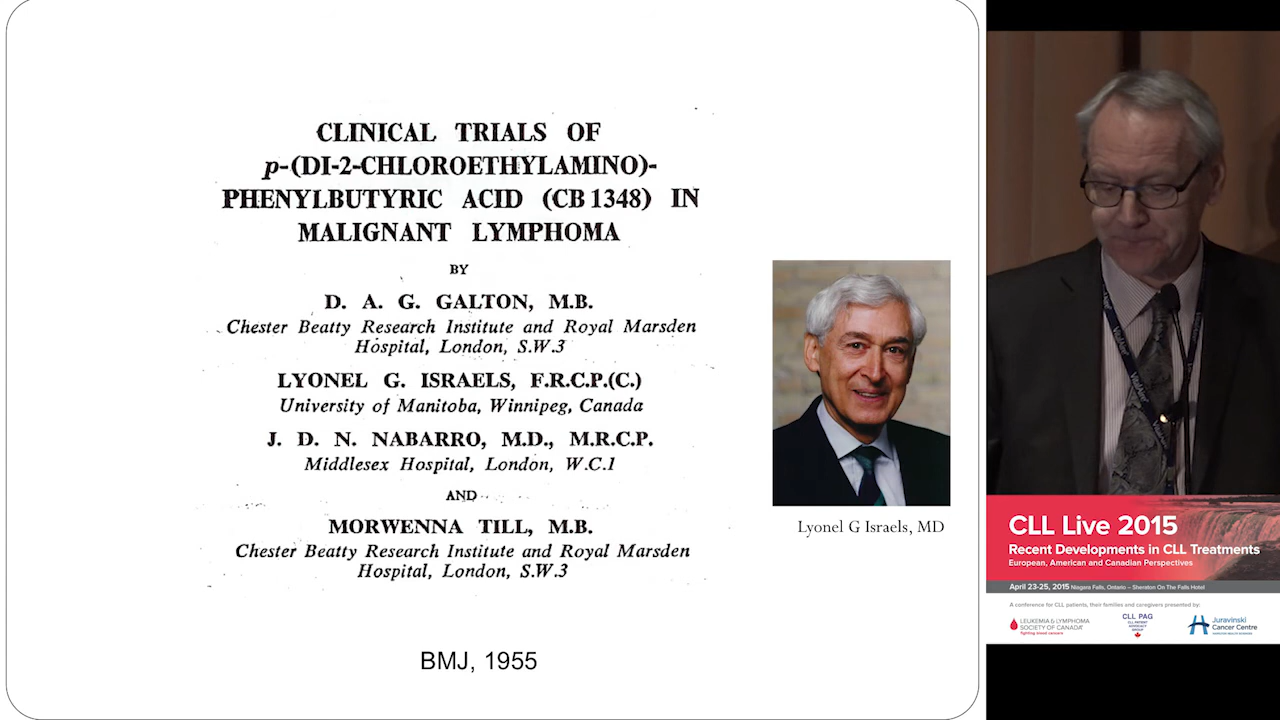 CLINICAL TRIALS OF
p-(DI-2-CHLOROETHYLAMINO)-
PHENYLBUTYRIC ACID (CB 1348) IN
MALIGNANT LYMPHOMA
BY
D. A. G. GALTON, M.B.
Chester Beatty Research Institute and Royal Marsden
Hospital, London, S.W.3
LYONEL G. ISRAELS, F.R.C.P.(C.)
University of Manitoba, Winnipeg, Canada
J. D. N. NABARRO, M.D., M.R.C.P.
Middlesex Hospital, London, W.C.1
AND
MORWENNA TILL, M.B.
Chester Beatty Research Institute and Royal Marsden
Hospital, London, S.W.3
BMJ, 1955
Lyonel G Israels, MD
CLL Live 2015
Recent Developments in CLL Treatments
European, American and Canadian Perspectives
April 23-25, 2015 Niagara Falls, Ontario – Sheraton On The Falls Hotel
A conference for CLL patients, their families and caregivers presented by:
LEUKEMIA & LYMPHOMA
SOCIETY OF CANADA
fighting blood cancers
CLL PAG
CLL PATIENT
ADVOCACY
GROUP
Juravinski
Cancer Centre